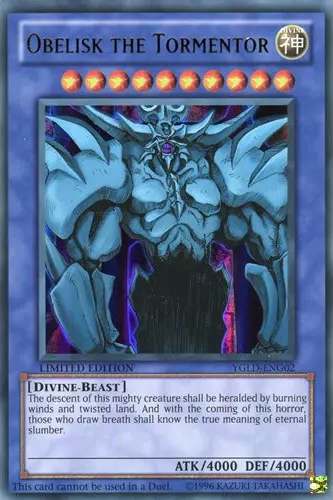 OBELISK THE TORMENTOR
DIVINE
神
LIMITED EDITION
YGLD-ENG02
[DIVINE-BEAST]
The descent of this mighty creature shall be heralded by burning
winds and twisted land. And with the coming of this horror,
those who draw breath shall know the true meaning of eternal
slumber.
ATK/4000 DEF/4000
This card cannot be used in a Duel.
©1996 KAZUKI TAKAHASHI